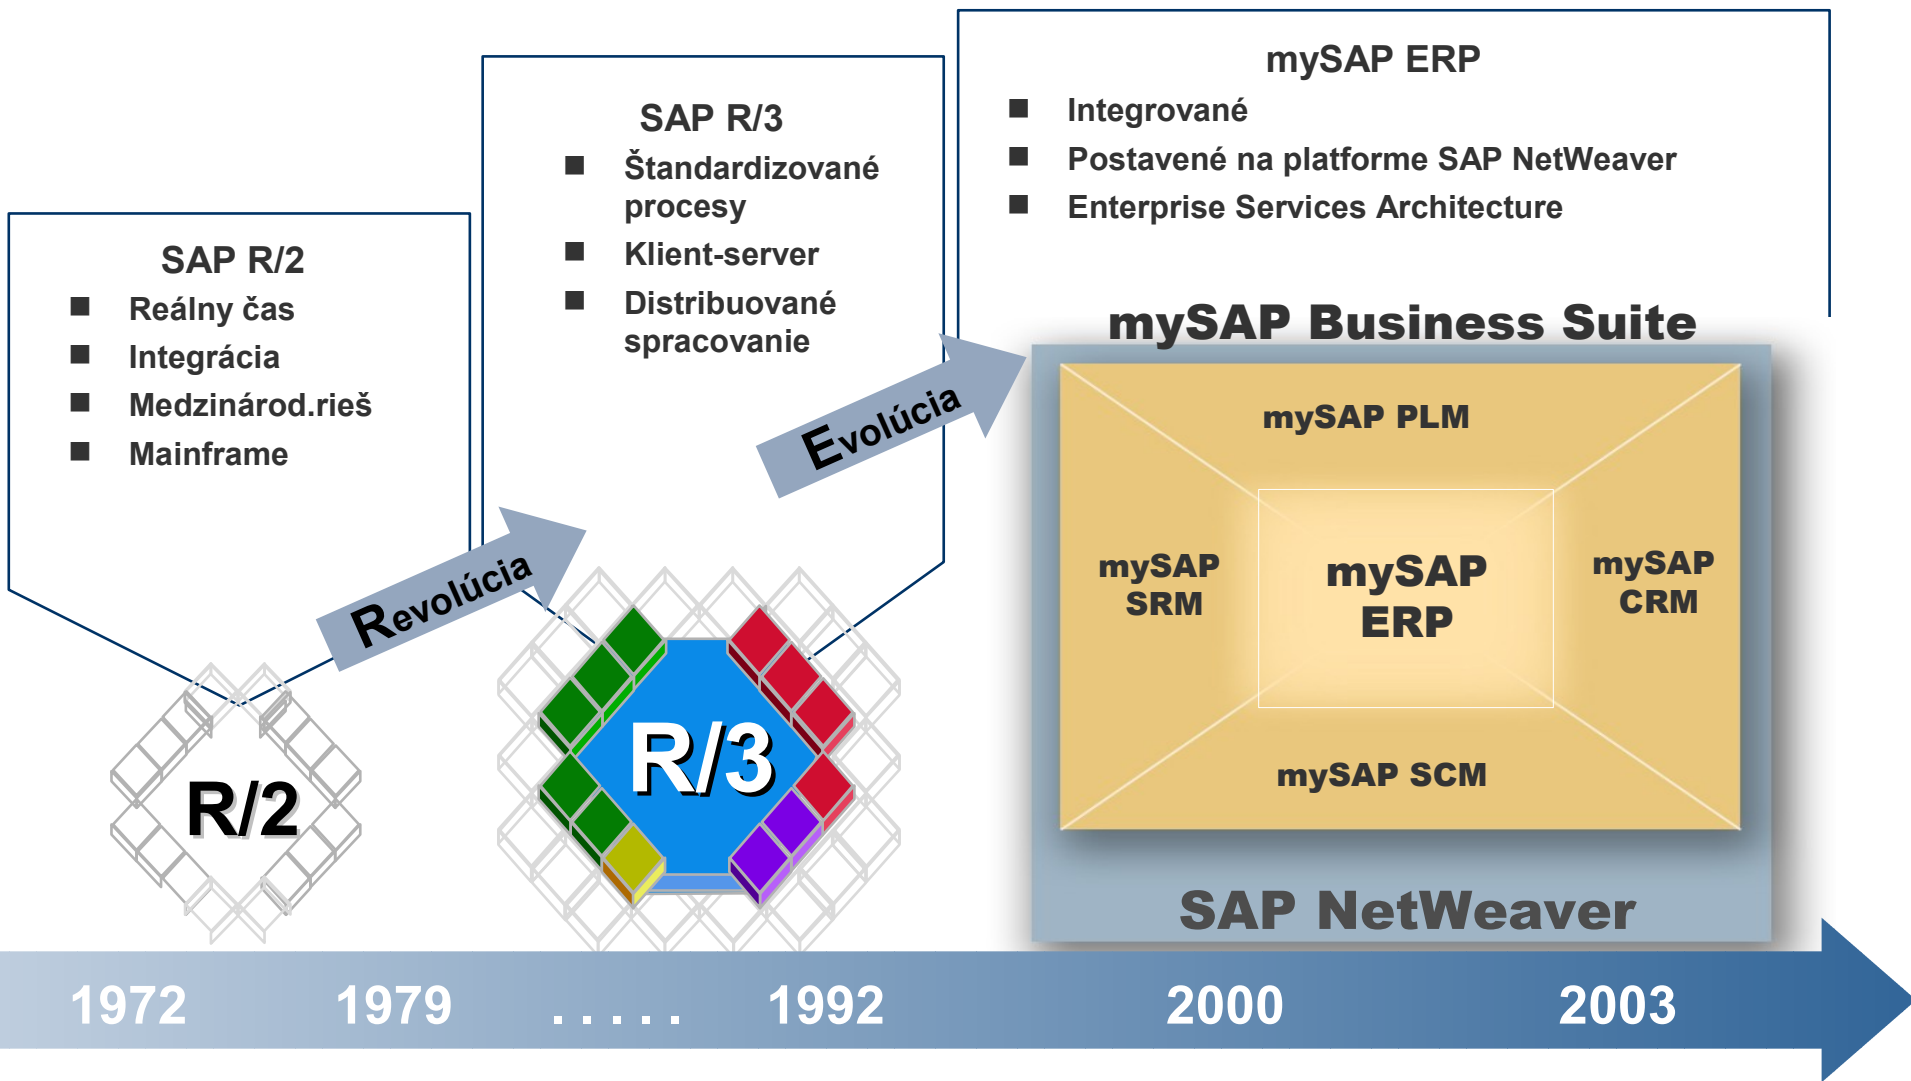 SAP R/2
Reálny čas
Integrácia
Medzinárod.rieš
Mainframe
R/2
Revolúcia
SAP R/3
Štandardizované
procesy
Klient-server
Distribuované
spracovanie
R/3
Evolúcia
mySAP ERP
Integrované
Postavené na platforme SAP NetWeaver
Enterprise Services Architecture
mySAP Business Suite
mySAP PLM
mySAP
SRM
mySAP
ERP
mySAP
CRM
mySAP SCM
SAP NetWeaver
1972 1979 ..... 1992 2000 2003